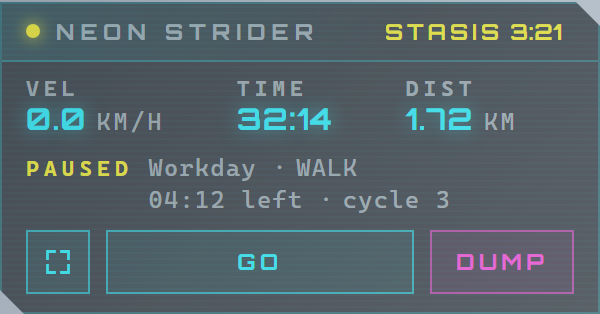 NEON STRIDER STASIS 3:21
VEL TIME DIST
0.0 KM/H 32:14 1.72 KM
PAUSED Workday · WALK
04:12 left · cycle 3
GO DUMP